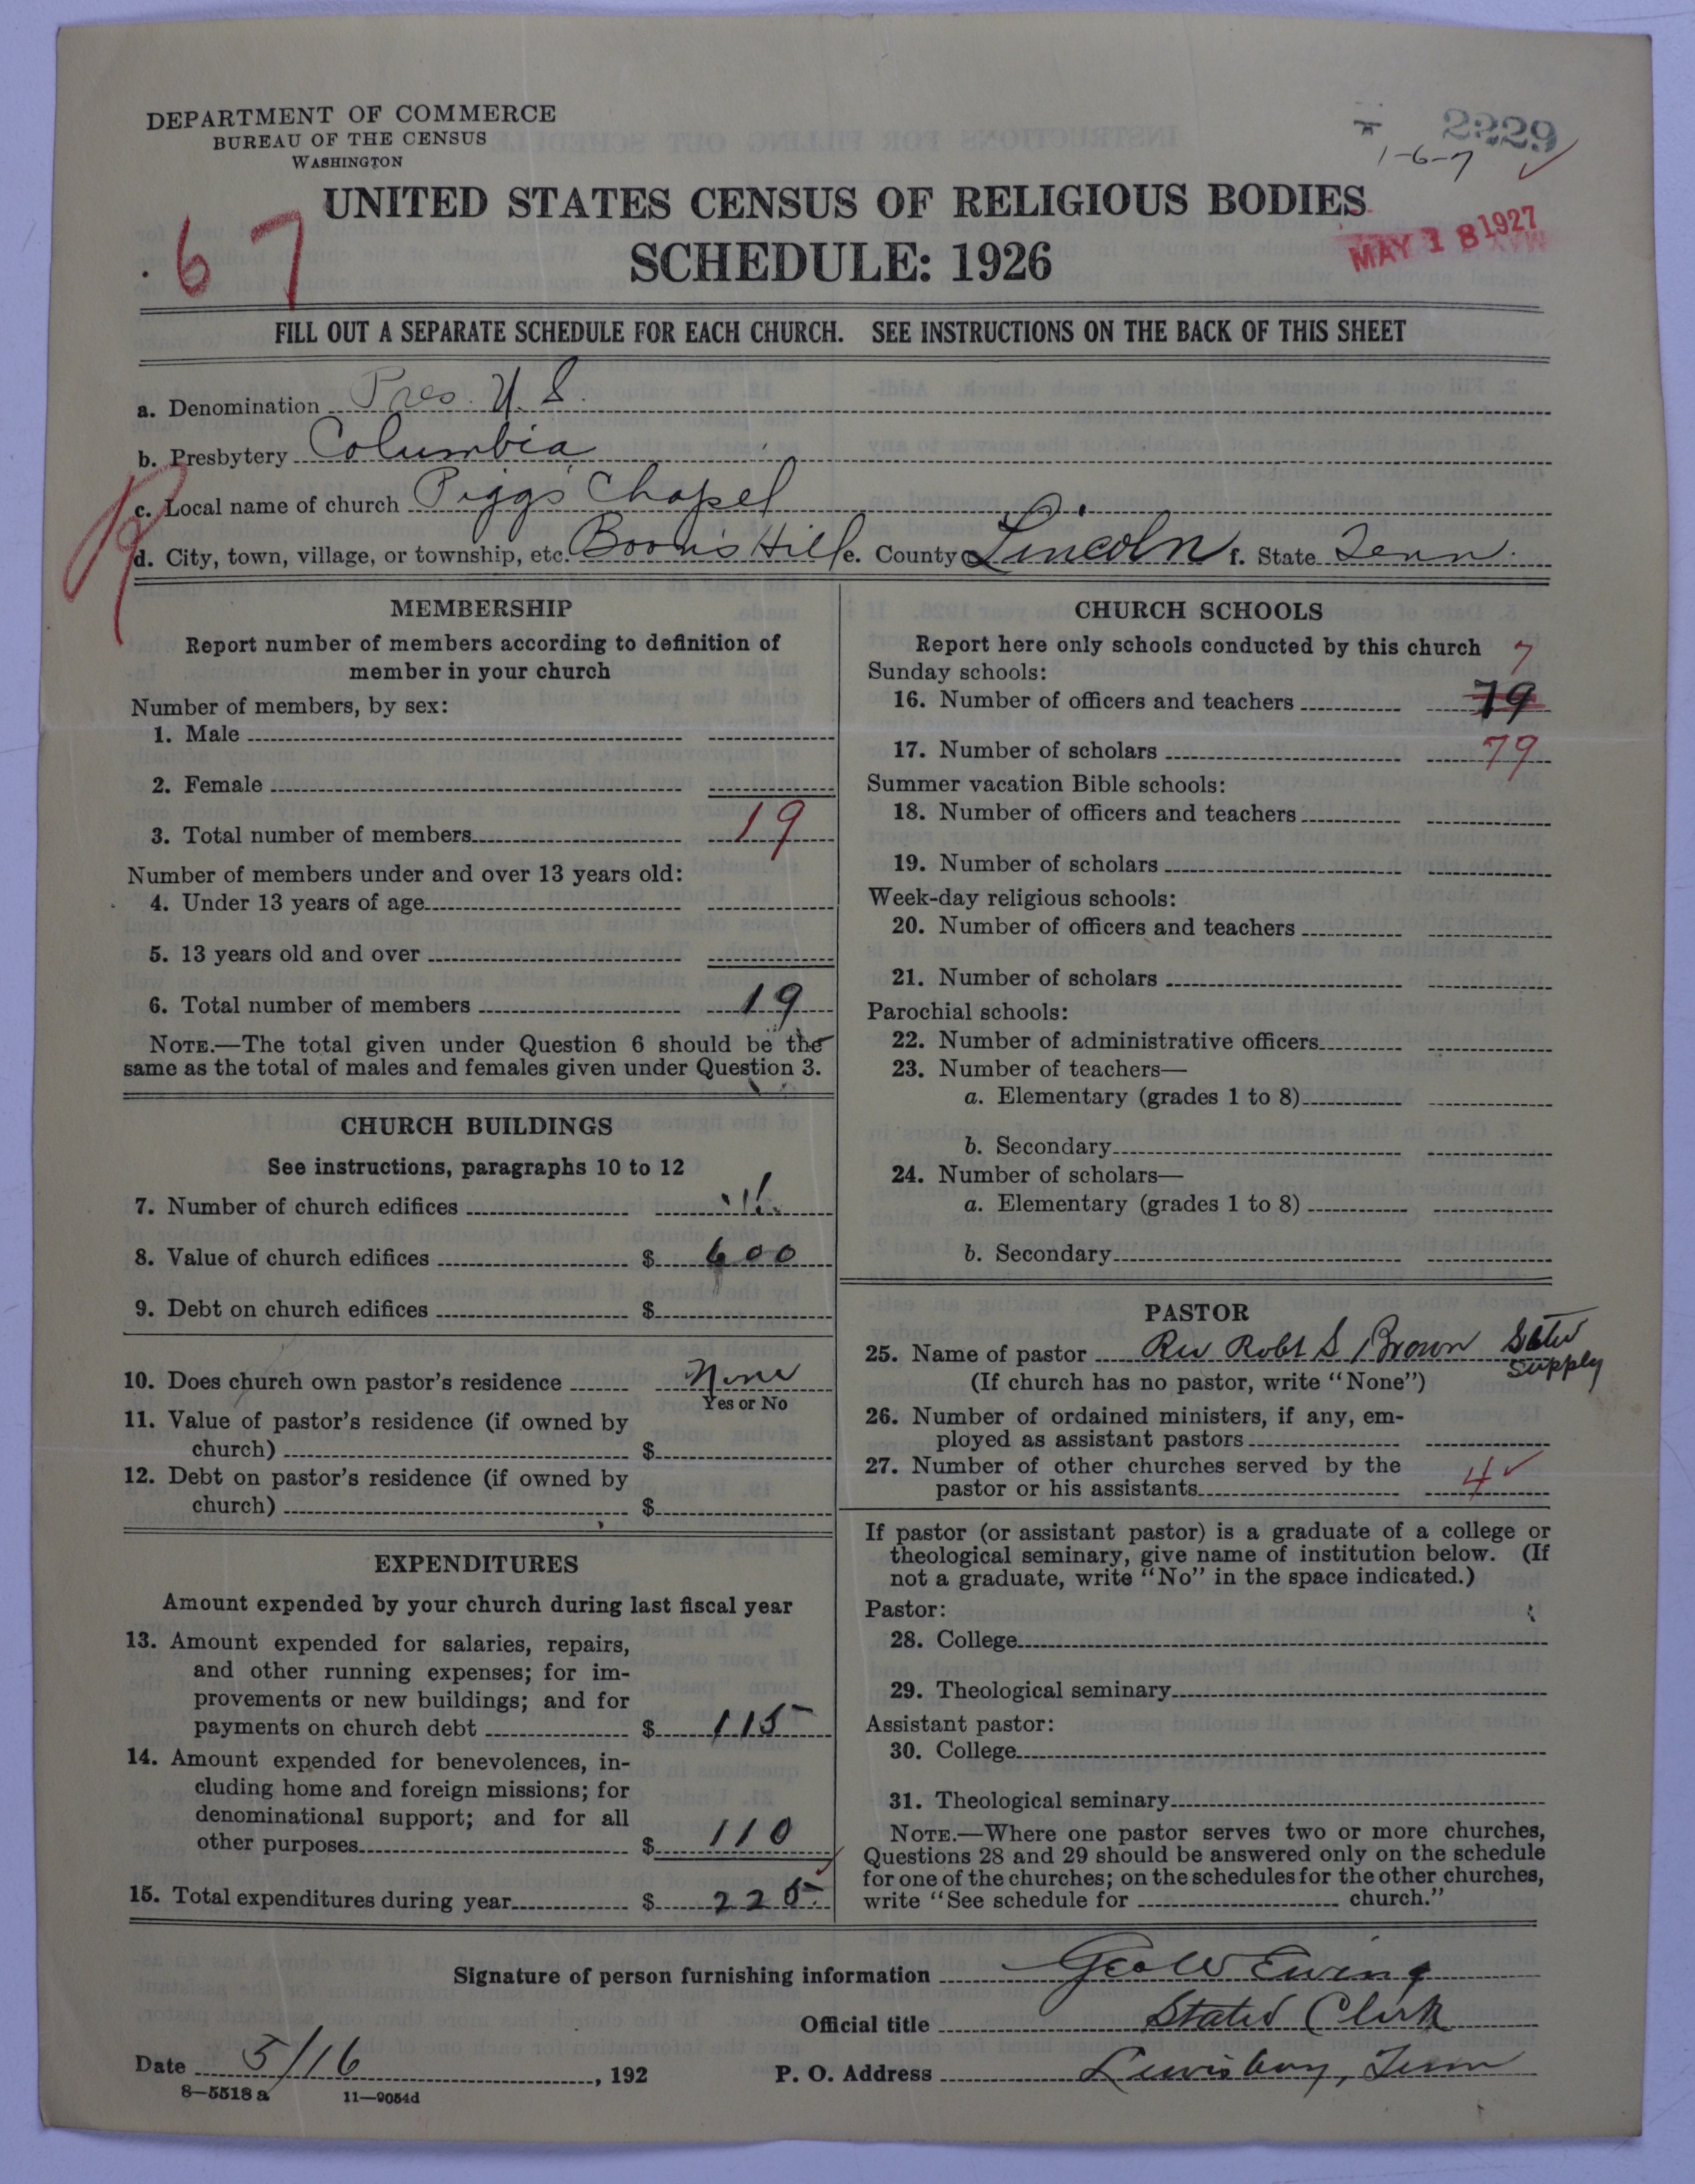 DEPARTMENT OF COMMERCE
BUREAU OF THE CENSUS
WASHINGTON
2229
1-6-7 ✓
UNITED STATES CENSUS OF RELIGIOUS BODIES
SCHEDULE: 1926
67
MAY 18 1927
FILL OUT A SEPARATE SCHEDULE FOR EACH CHURCH. SEE INSTRUCTIONS ON THE BACK OF THIS SHEET
a. Denomination Pres. U. S.
b. Presbytery Columbia
c. Local name of church Piggs Chapel
d. City, town, village, or township, etc. Boon's Hill e. County Lincoln f. State Tenn.
MEMBERSHIP
Report number of members according to definition of
member in your church
Number of members, by sex:
1. Male
2. Female
3. Total number of members 19
Number of members under and over 13 years old:
4. Under 13 years of age
5. 13 years old and over
6. Total number of members 19
NOTE.—The total given under Question 6 should be the
same as the total of males and females given under Question 3.
CHURCH BUILDINGS
See instructions, paragraphs 10 to 12
7. Number of church edifices 1
8. Value of church edifices $ 600
9. Debt on church edifices $
10. Does church own pastor's residence None
Yes or No
11. Value of pastor's residence (if owned by
church) $
12. Debt on pastor's residence (if owned by
church) $
EXPENDITURES
Amount expended by your church during last fiscal year
13. Amount expended for salaries, repairs,
and other running expenses; for im-
provements or new buildings; and for
payments on church debt $ 115
14. Amount expended for benevolences, in-
cluding home and foreign missions; for
denominational support; and for all
other purposes $ 110
15. Total expenditures during year $ 225
CHURCH SCHOOLS
Report here only schools conducted by this church
Sunday schools: 7
16. Number of officers and teachers 79
17. Number of scholars 79
Summer vacation Bible schools:
18. Number of officers and teachers
19. Number of scholars
Week-day religious schools:
20. Number of officers and teachers
21. Number of scholars
Parochial schools:
22. Number of administrative officers
23. Number of teachers—
a. Elementary (grades 1 to 8)
b. Secondary
24. Number of scholars—
a. Elementary (grades 1 to 8)
b. Secondary
PASTOR
25. Name of pastor Rev Robt S Brown Stated
Supply
(If church has no pastor, write "None")
26. Number of ordained ministers, if any, em-
ployed as assistant pastors
27. Number of other churches served by the
pastor or his assistants 4 ✓
If pastor (or assistant pastor) is a graduate of a college or
theological seminary, give name of institution below. (If
not a graduate, write "No" in the space indicated.)
Pastor:
28. College
29. Theological seminary
Assistant pastor:
30. College
31. Theological seminary
NOTE.—Where one pastor serves two or more churches,
Questions 28 and 29 should be answered only on the schedule
for one of the churches; on the schedules for the other churches,
write "See schedule for church."
Signature of person furnishing information Geo W Ewing
Official title Stated Clerk
Date 5/16, 192 P. O. Address Lewisburg, Tenn
8—5518 a 11—9054d